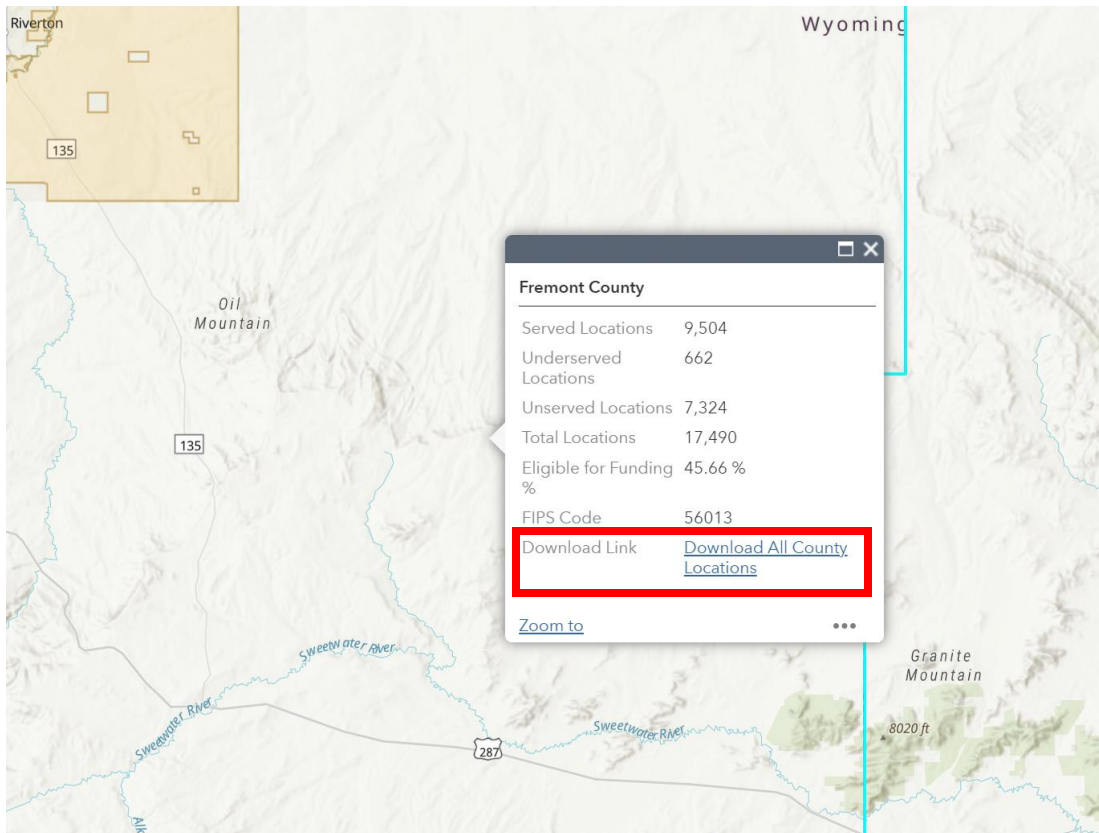 Riverton
Wyoming
135
Oil
Mountain
135
Fremont County
Served Locations 9,504
Underserved 662
Locations
Unserved Locations 7,324
Total Locations 17,490
Eligible for Funding 45.66 %
%
FIPS Code 56013
Download Link Download All County
Locations
Zoom to
Sweetwater River
Granite
Mountain
Sweetwater River
Sweetwater River
8020 ft
287
Alk